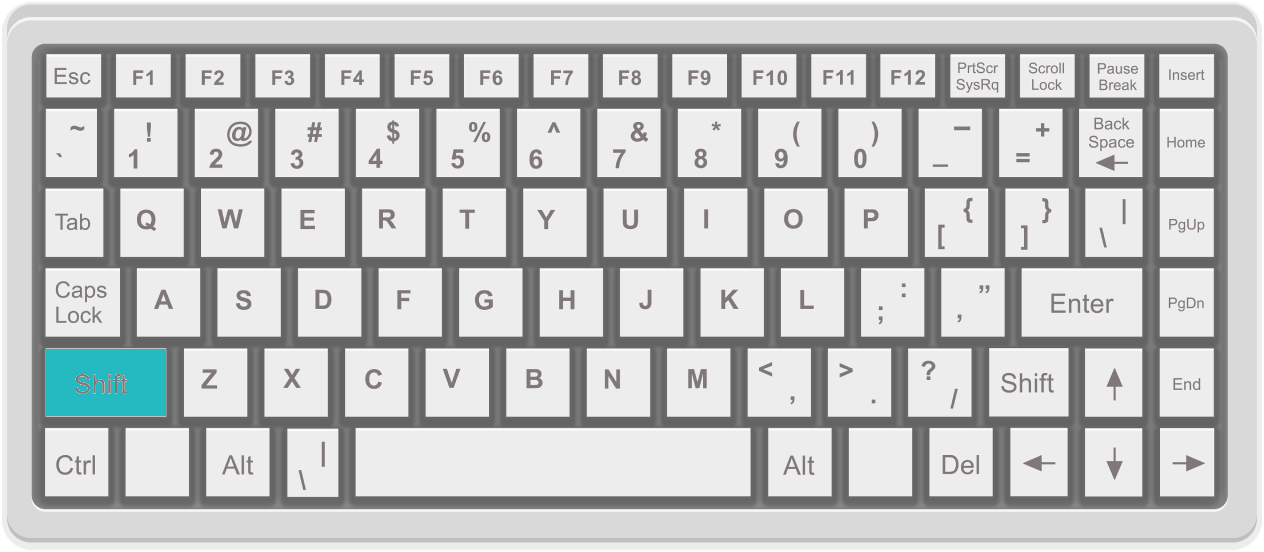 Esc F1 F2 F3 F4 F5 F6 F7 F8 F9 F10 F11 F12 PrtScr SysRq Scroll Lock Pause Break Insert
~ ` ! 1 @ 2 # 3 $ 4 % 5 ^ 6 & 7 * 8 ( 9 ) 0 – _ + = Back Space ← Home
Tab Q W E R T Y U I O P { [ } ] | \ PgUp
Caps Lock A S D F G H J K L : ; ” , Enter PgDn
Shift Z X C V B N M < , > . ? / Shift ↑ End
Ctrl Alt | \ Alt Del ← ↓ →